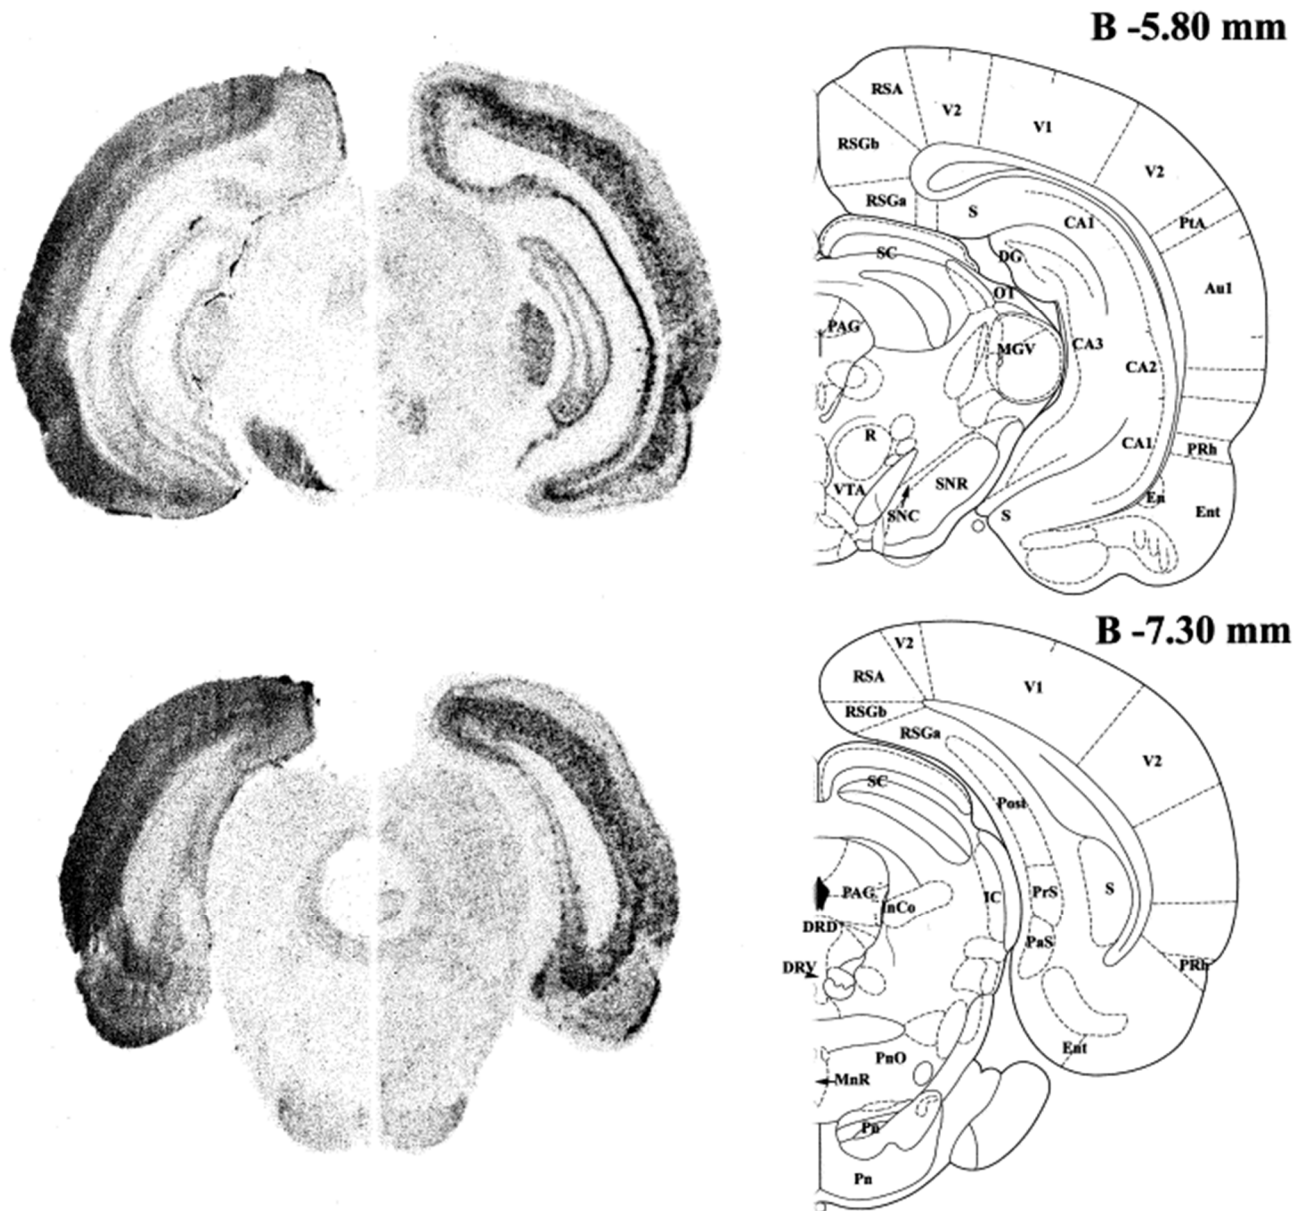 B -5.80 mm
RSA
V2
V1
RSGb
V2
RSGa
S
CA1
PtA
SC
DG
Au1
OT
PAG
MGV
CA3
CA2
R
CA1
PRh
VTA
SNR
En
SNC
S
Ent
B -7.30 mm
V2
RSA
V1
RSGb
RSGa
V2
SC
Post
PAG
InCo
IC
PrS
S
DRD
PaS
DRV
PRh
PnO
Ent
MnR
Pn
Pn